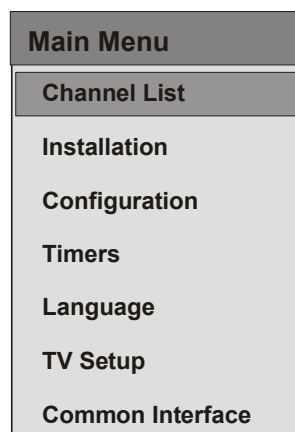 Main Menu
Channel List
Installation
Configuration
Timers
Language
TV Setup
Common Interface